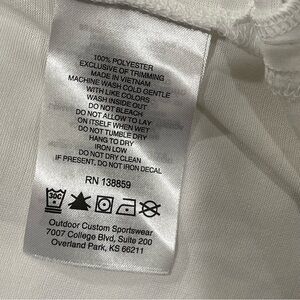 100% POLYESTER
EXCLUSIVE OF TRIMMING
MADE IN VIETNAM
MACHINE WASH COLD GENTLE
WITH LIKE COLORS
WASH INSIDE OUT
DO NOT BLEACH
DO NOT ALLOW TO LAY
ON ITSELF WHEN WET
DO NOT TUMBLE DRY
HANG TO DRY
IRON LOW
DO NOT DRY CLEAN
IF PRESENT, DO NOT IRON DECAL
RN 138859
30C
Outdoor Custom Sportswear
7007 College Blvd, Suite 200
Overland Park, KS 66211